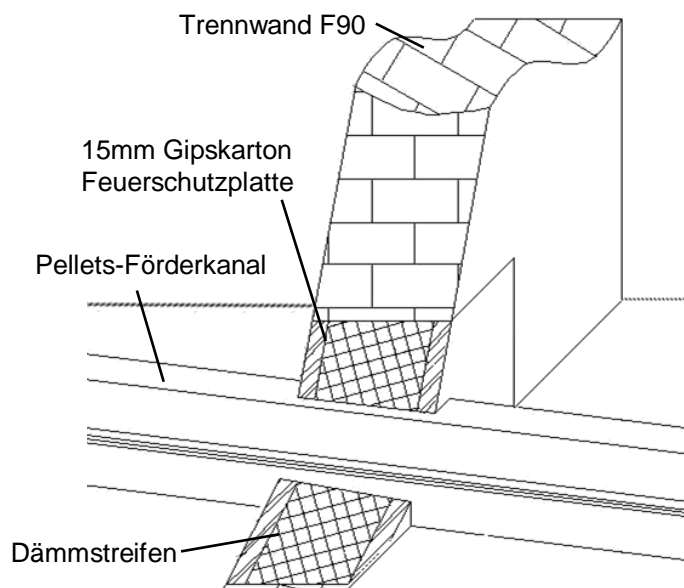 Trennwand F90
15mm Gipskarton
Feuerschutzplatte
Pellets-Förderkanal
Dämmstreifen